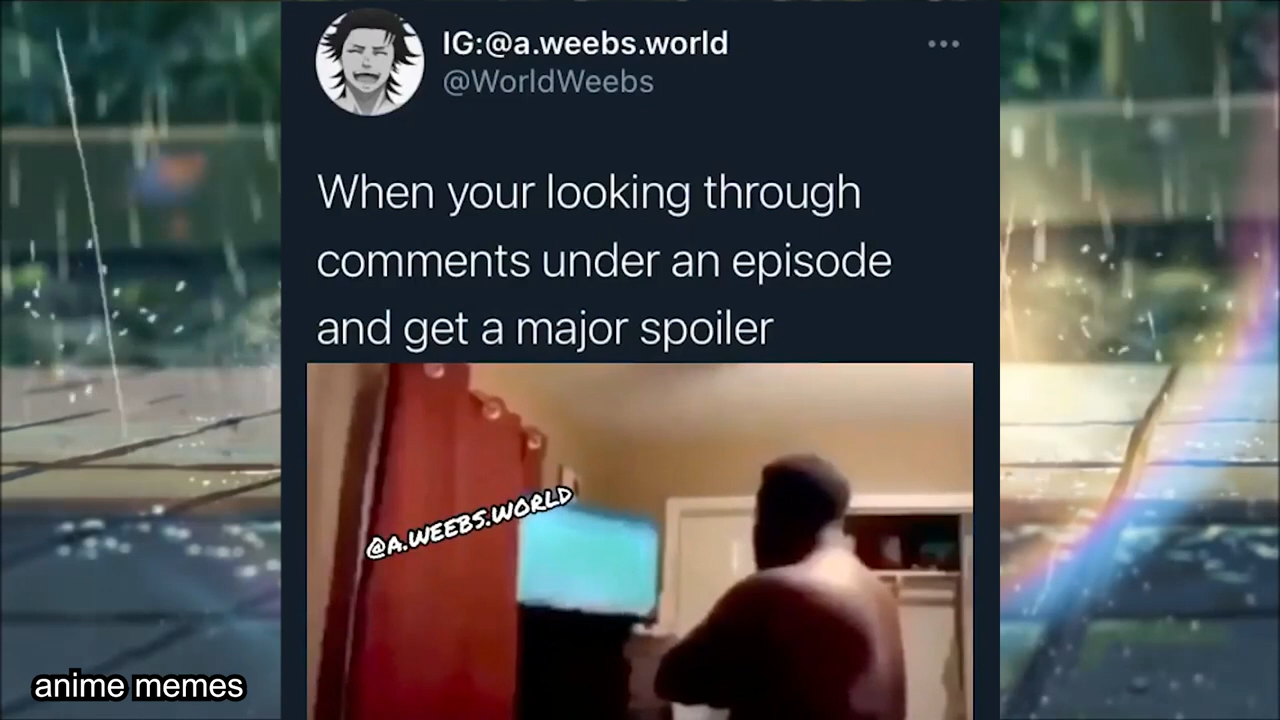 IG:@a.weebs.world
@WorldWeebs
When your looking through
comments under an episode
and get a major spoiler
@A.WEEBS.WORLD
anime memes